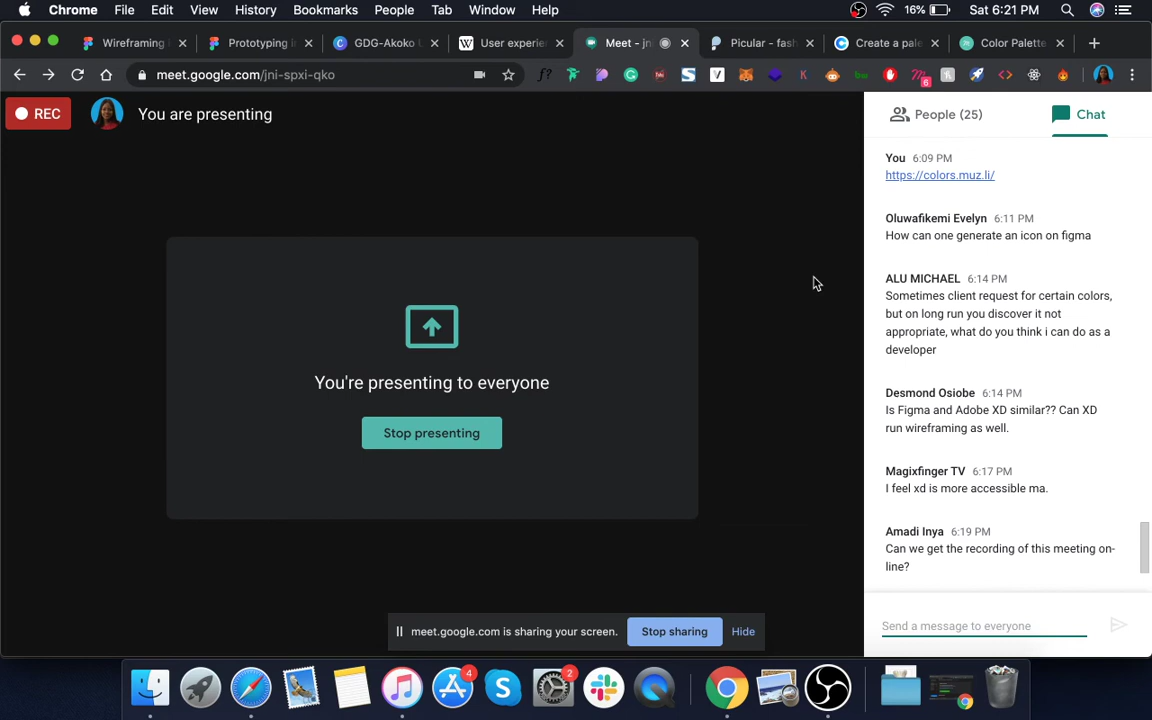 Chrome File Edit View History Bookmarks People Tab Window Help
16% Sat 6:21 PM
Wireframing i
Prototyping i
GDG-Akoko
User experie
Meet - jni
Picular - fash
Create a pale
Color Palette
meet.google.com/jni-spxi-qko
REC
You are presenting
People (25)
Chat
You 6:09 PM
https://colors.muz.li/
Oluwafikemi Evelyn 6:11 PM
How can one generate an icon on figma
ALU MICHAEL 6:14 PM
Sometimes client request for certain colors,
but on long run you discover it not
appropriate, what do you think i can do as a
developer
Desmond Osiobe 6:14 PM
Is Figma and Adobe XD similar?? Can XD
run wireframing as well.
Magixfinger TV 6:17 PM
I feel xd is more accessible ma.
Amadi Inya 6:19 PM
Can we get the recording of this meeting on-
line?
You're presenting to everyone
Stop presenting
meet.google.com is sharing your screen.
Stop sharing
Hide
Send a message to everyone
4
2